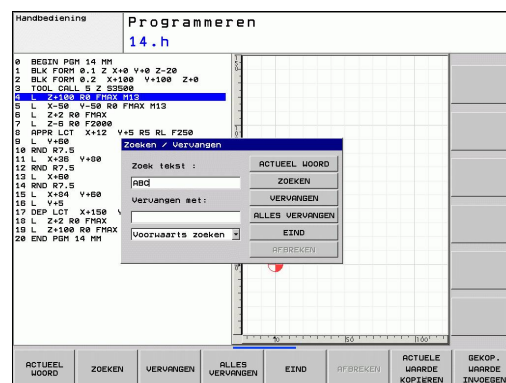 Handbediening
Programmeren
14.h
0 BEGIN PGM 14 MM
1 BLK FORM 0.1 Z X+0 Y+0 Z-20
2 BLK FORM 0.2 X+100 Y+100 Z+0
3 TOOL CALL 5 Z S3500
4 L Z+100 R0 FMAX M13
5 L X-50 Y-50 R0 FMAX M13
6 L Z+2 R0 FMAX
7 L Z-6 R0 F2000
8 APPR LCT X+12 Y+5 R5 RL F250
9 L Y+60
10 RND R7.5
11 L X+36 Y+80
12 RND R7.5
13 L X+60
14 RND R7.5
15 L X+84 Y+60
16 L Y+5
17 DEP LCT X+150 Y
18 L Z+2 R0 FMAX
19 L Z+100 R0 FMAX
20 END PGM 14 MM
Zoeken / Vervangen
Zoek tekst :
ABC
Vervangen met:
Voorwaarts zoeken
ACTUEEL WOORD
ZOEKEN
VERVANGEN
ALLES VERVANGEN
EIND
AFBREKEN
0
50
100
ACTUEEL
WOORD
ZOEKEN
VERVANGEN
ALLES
VERVANGEN
EIND
AFBREKEN
ACTUELE
WAARDE
KOPIEREN
GEKOP.
WAARDE
INVOEGEN